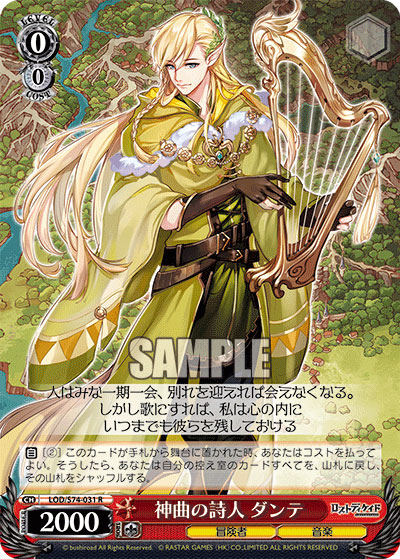 LEVEL
0
0
COST
SAMPLE
人はみな一期一会、別れを迎えれば会えなくなる。
しかし歌にすれば、私は心の内に
いつまでも彼らを残しておける
自 [②] このカードが手札から舞台に置かれた時、あなたはコストを払ってよい。そうしたら、あなたは自分の控え室のカードすべてを、山札に戻し、
その山札をシャッフルする。
CH LOD/S74-031 R
2000
神曲の詩人 ダンテ
ロストディケイド
冒険者 音楽
© bushiroad All Rights Reserved. © RASTAR GAMES (HK) CO.,LIMITED ALL RIGHTS RESERVED